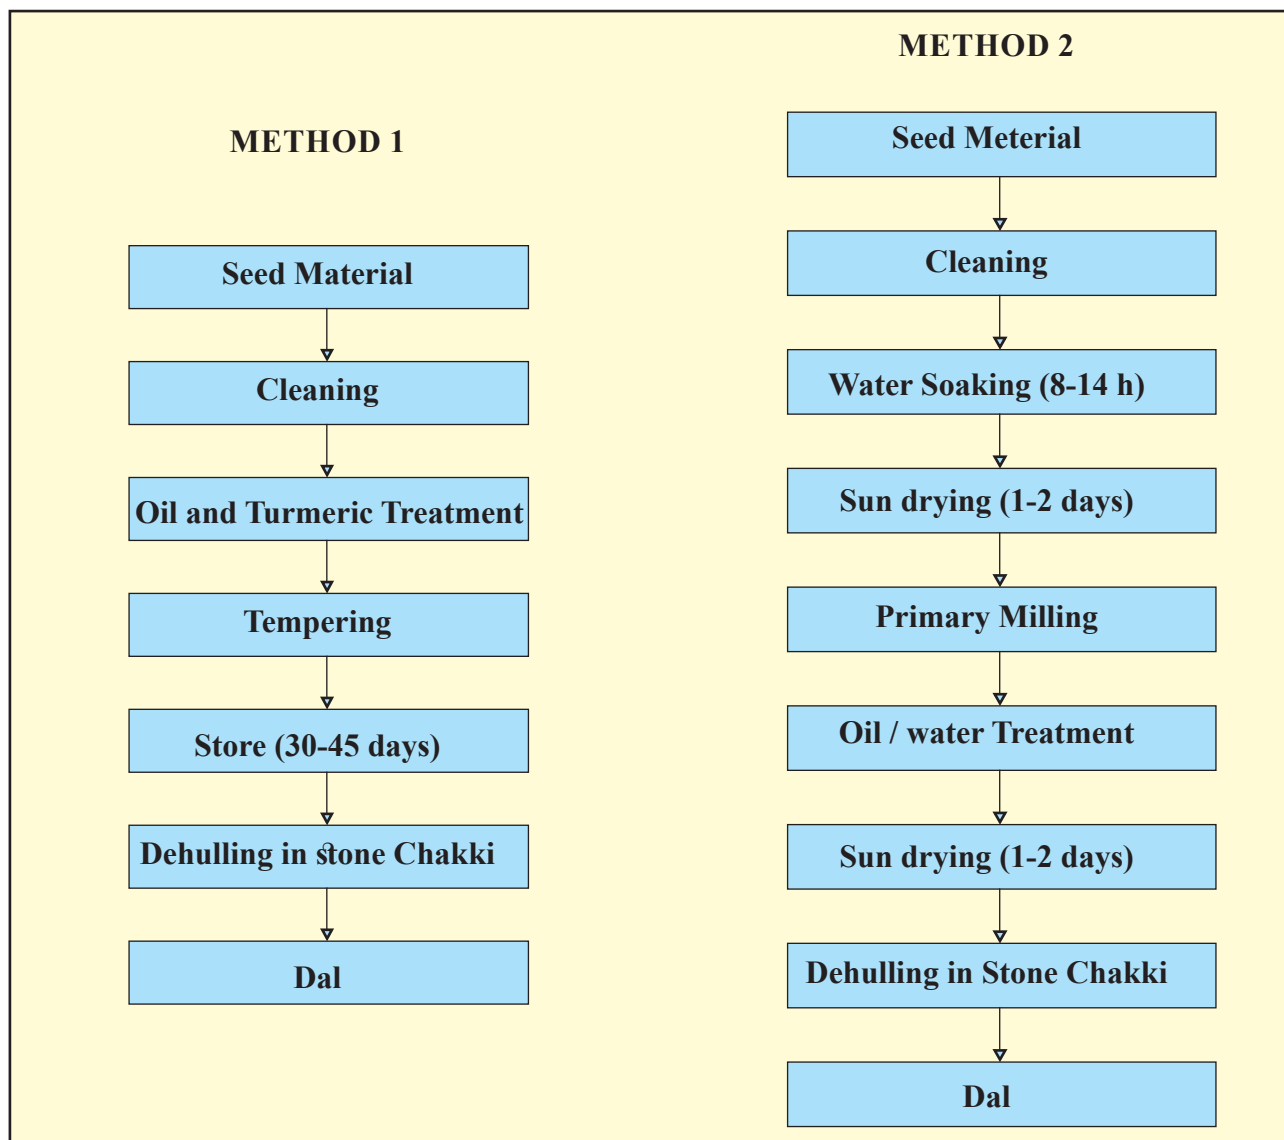 METHOD 1
Seed Material
Cleaning
Oil and Turmeric Treatment
Tempering
Store (30-45 days)
Dehulling in stone Chakki
Dal
METHOD 2
Seed Meterial
Cleaning
Water Soaking (8-14 h)
Sun drying (1-2 days)
Primary Milling
Oil / water Treatment
Sun drying (1-2 days)
Dehulling in Stone Chakki
Dal